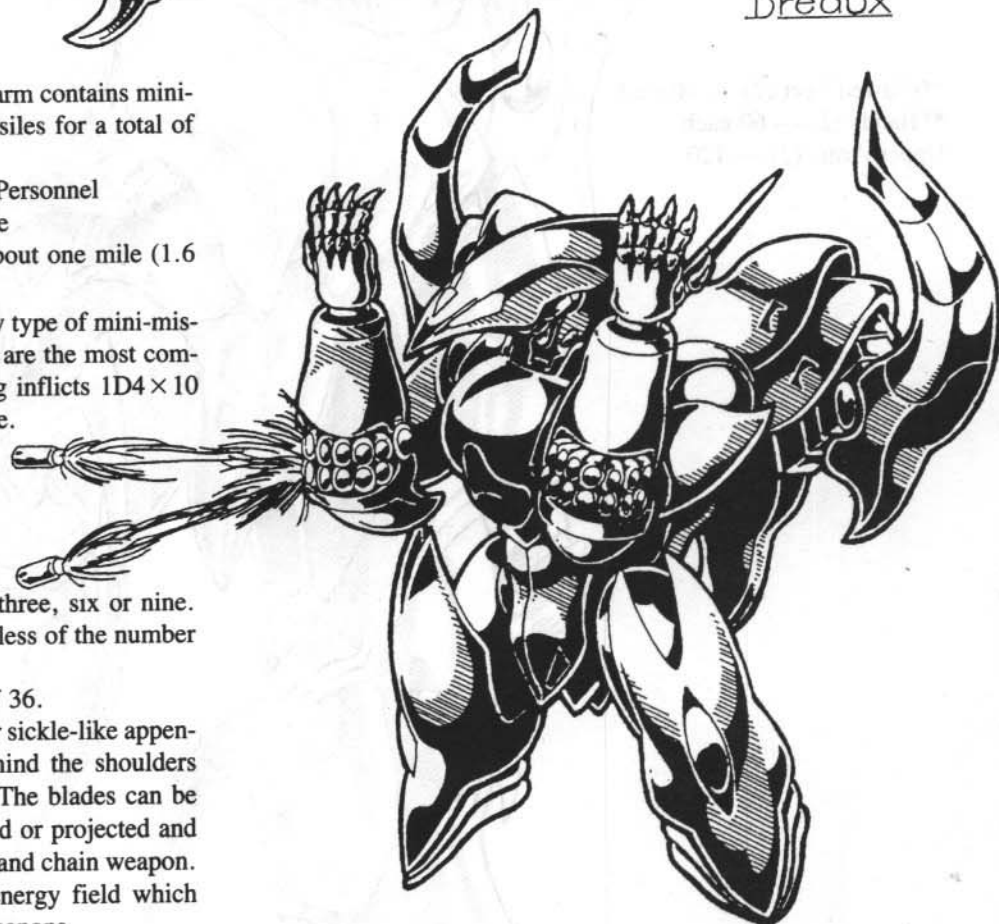 Dreaux
arm contains mini-
siles for a total of
Personnel
e
bout one mile (1.6
y type of mini-mis-
are the most com-
g inflicts 1D4×10
e.
three, six or nine.
less of the number
36.
sickle-like appen-
hind the shoulders
The blades can be
d or projected and
and chain weapon.
energy field which